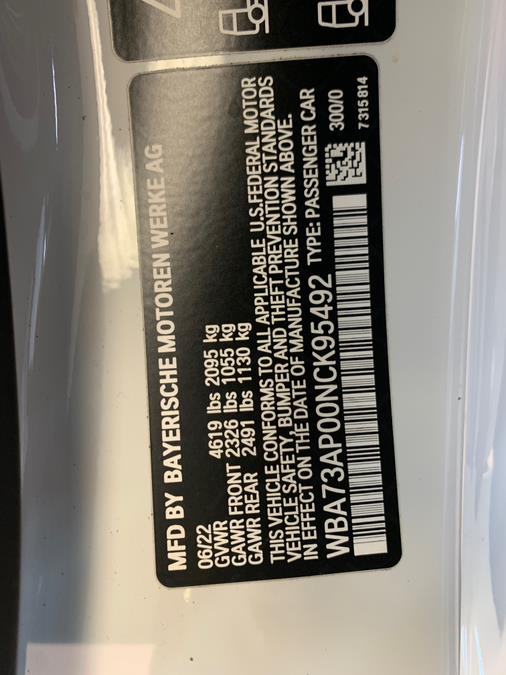 MFD BY BAYERISCHE MOTOREN WERKE AG
06/22
GVWR 4619 lbs 2095 kg
GAWR FRONT 2326 lbs 1055 kg
GAWR REAR 2491 lbs 1130 kg
THIS VEHICLE CONFORMS TO ALL APPLICABLE U.S.FEDERAL MOTOR
VEHICLE SAFETY, BUMPER AND THEFT PREVENTION STANDARDS
IN EFFECT ON THE DATE OF MANUFACTURE SHOWN ABOVE.
WBA73AP00NCK95492 TYPE: PASSENGER CAR
300/0
7 315 814